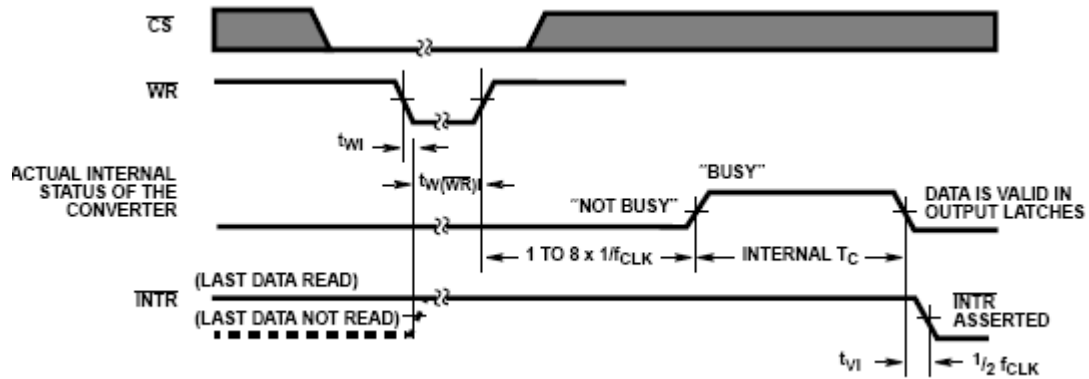 CS
WR
tWI
tW(WR)I
ACTUAL INTERNAL
STATUS OF THE
CONVERTER
"BUSY"
"NOT BUSY"
DATA IS VALID IN
OUTPUT LATCHES
1 TO 8 x 1/fCLK
INTERNAL TC
(LAST DATA READ)
INTR
(LAST DATA NOT READ)
INTR
ASSERTED
tVI
1/2 fCLK